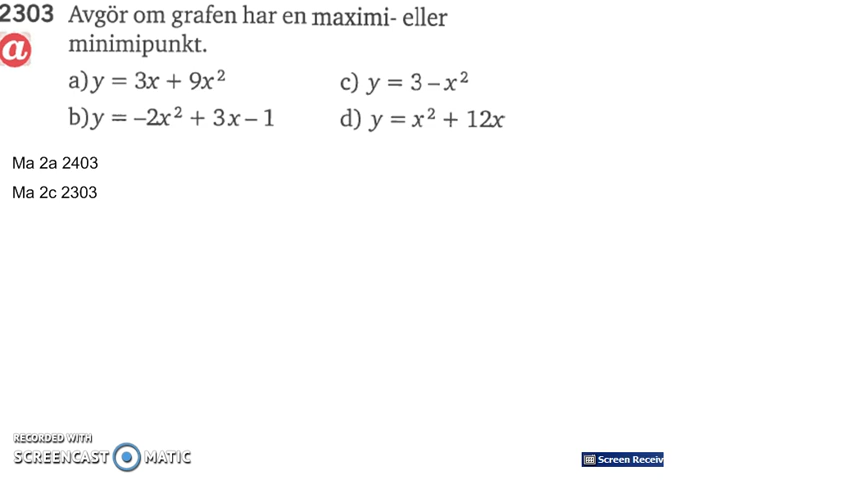 2303 Avgör om grafen har en maximi- eller
a minimipunkt.
a) y = 3x + 9x² c) y = 3 – x²
b) y = –2x² + 3x – 1 d) y = x² + 12x
Ma 2a 2403
Ma 2c 2303
RECORDED WITH
SCREENCAST MATIC
Screen Receiv